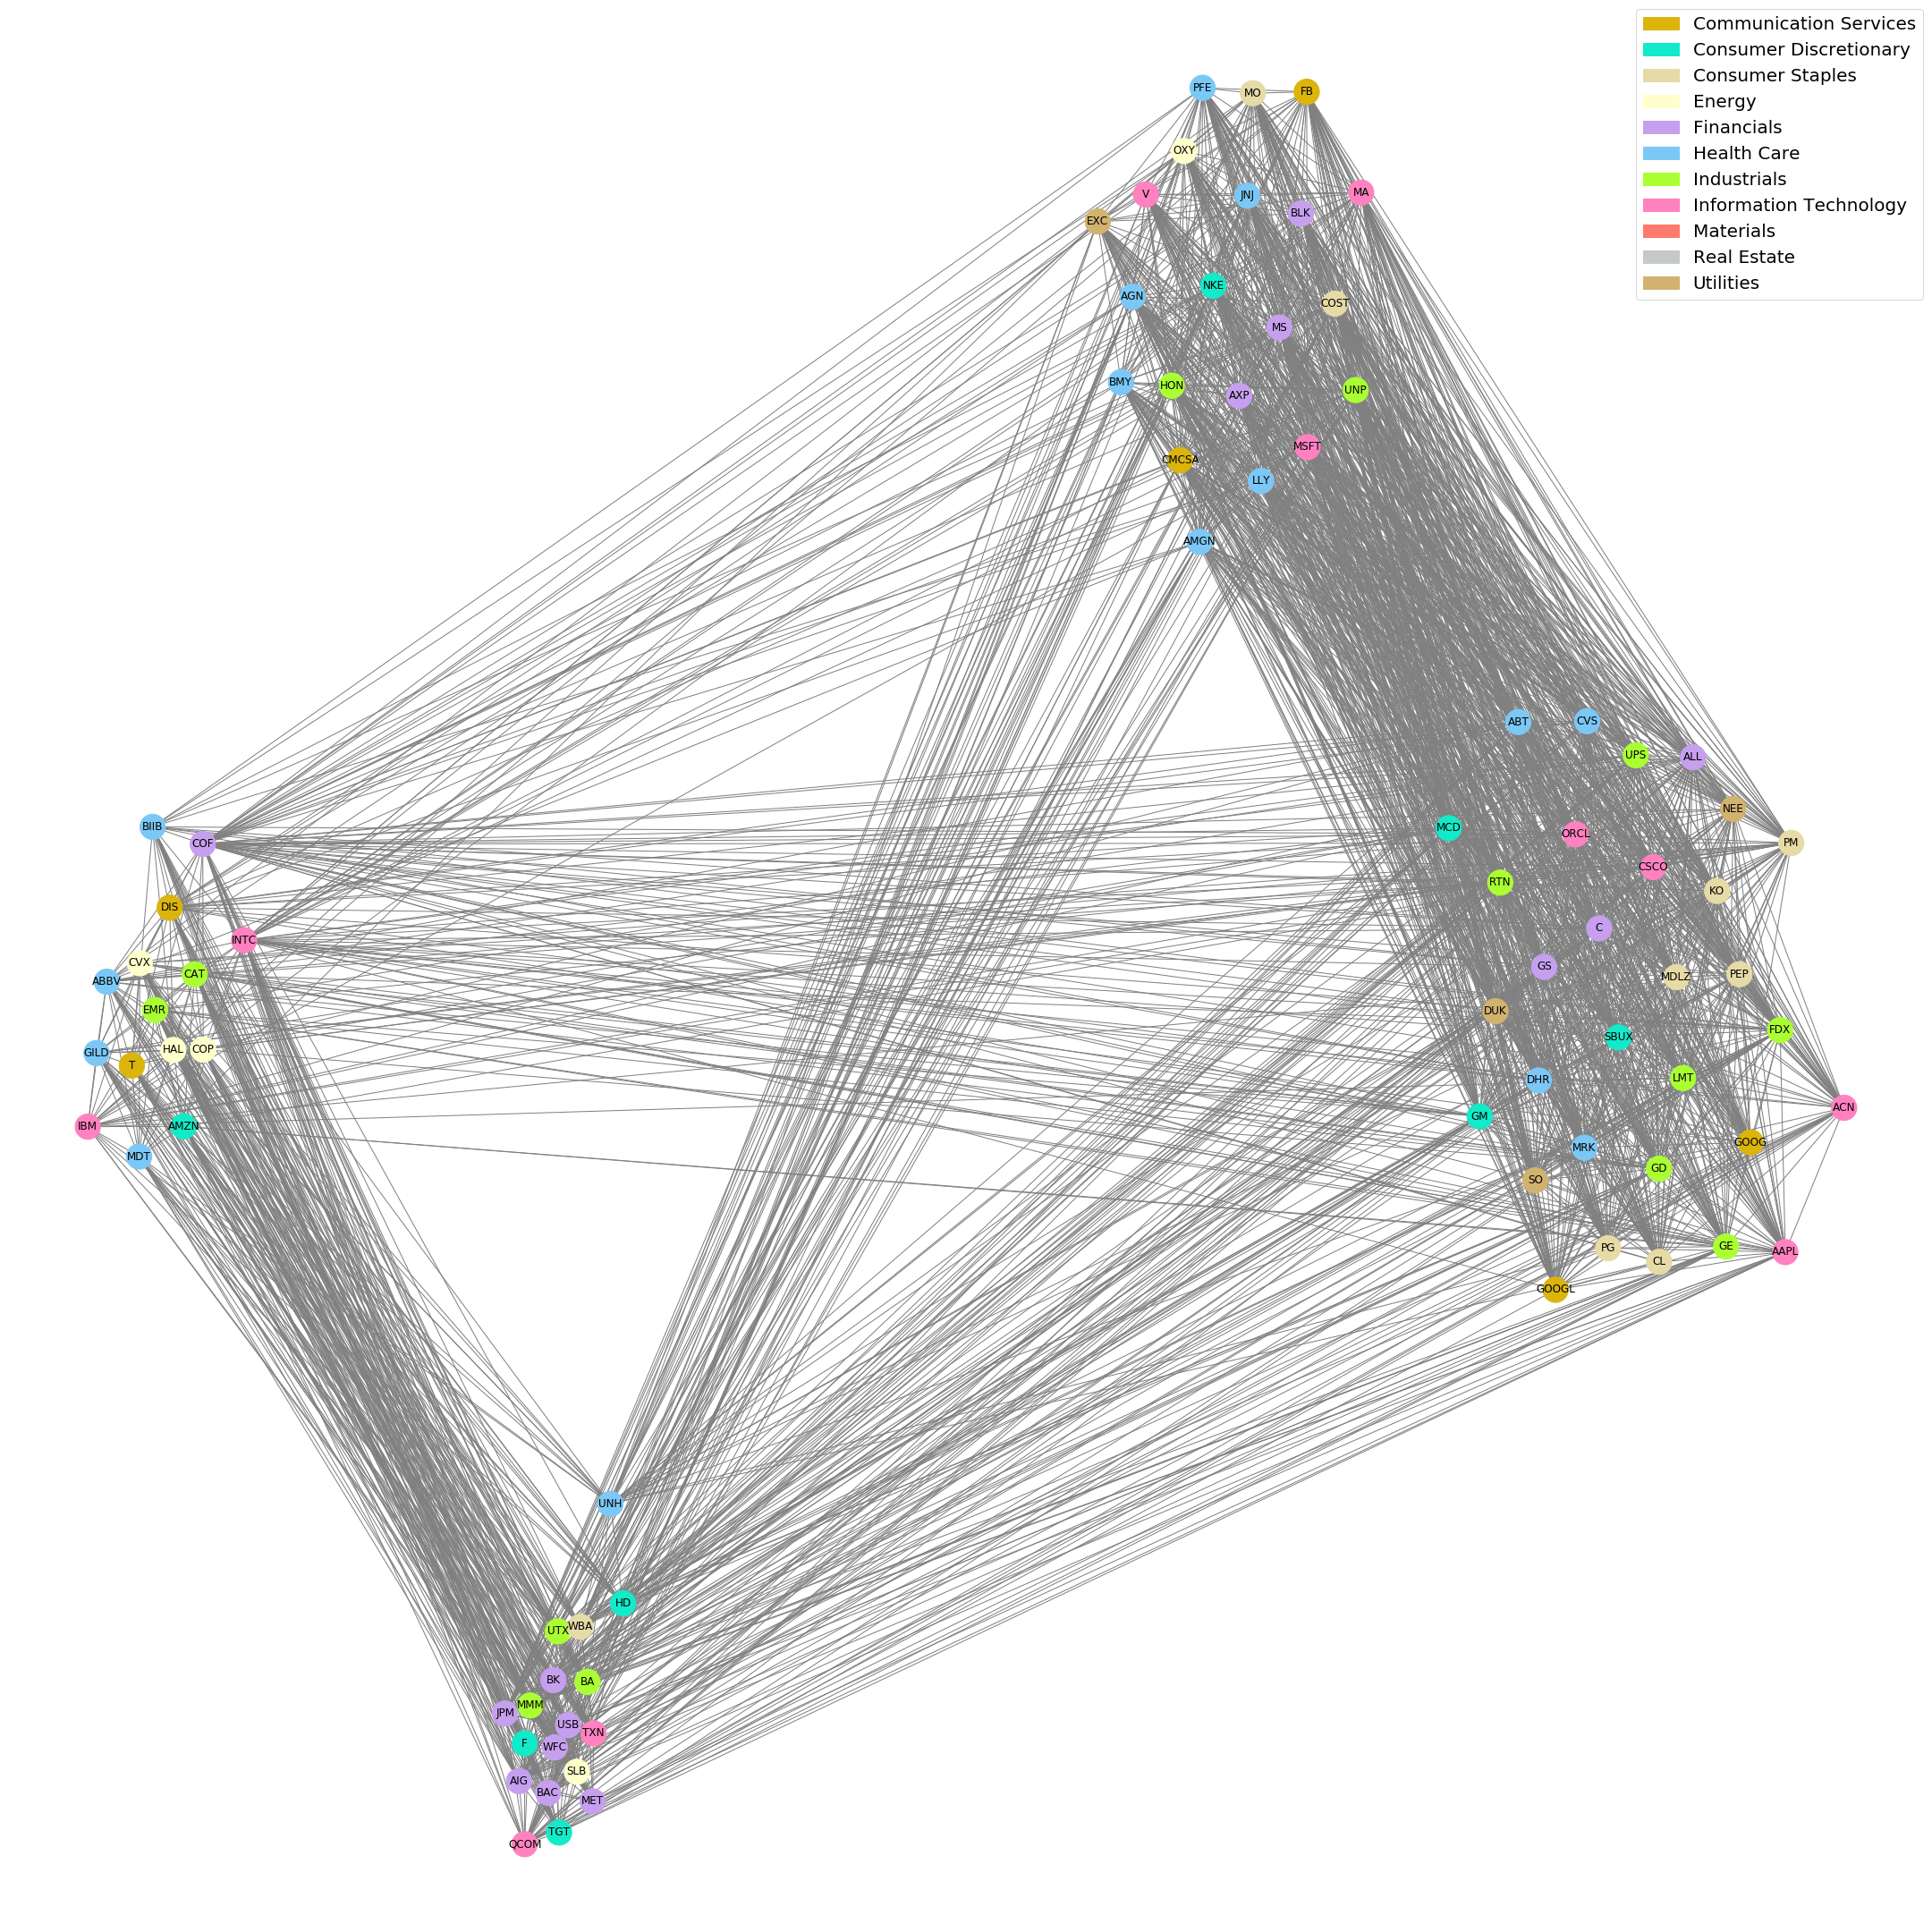 Communication Services
Consumer Discretionary
Consumer Staples
Energy
Financials
Health Care
Industrials
Information Technology
Materials
Real Estate
Utilities
PFE
MO
FB
OXY
V
JNJ
MA
BLK
EXC
NKE
AGN
COST
MS
BMY
HON
AXP
UNP
MSFT
CMCSA
LLY
AMGN
ABT
CVS
UPS
ALL
NEE
MCD
ORCL
PM
CSCO
RTN
KO
C
GS
MDLZ
PEP
DUK
SBUX
FDX
DHR
LMT
GM
ACN
MRK
GOOG
GD
SO
PG
GE
AAPL
CL
GOOGL
BIIB
COF
DIS
INTC
CVX
CAT
ABBV
EMR
HAL
COP
GILD
T
IBM
AMZN
MDT
UNH
HD
WBA
UTX
BK
BA
MMM
JPM
USB
TXN
F
WFC
SLB
AIG
BAC
MET
TGT
QCOM